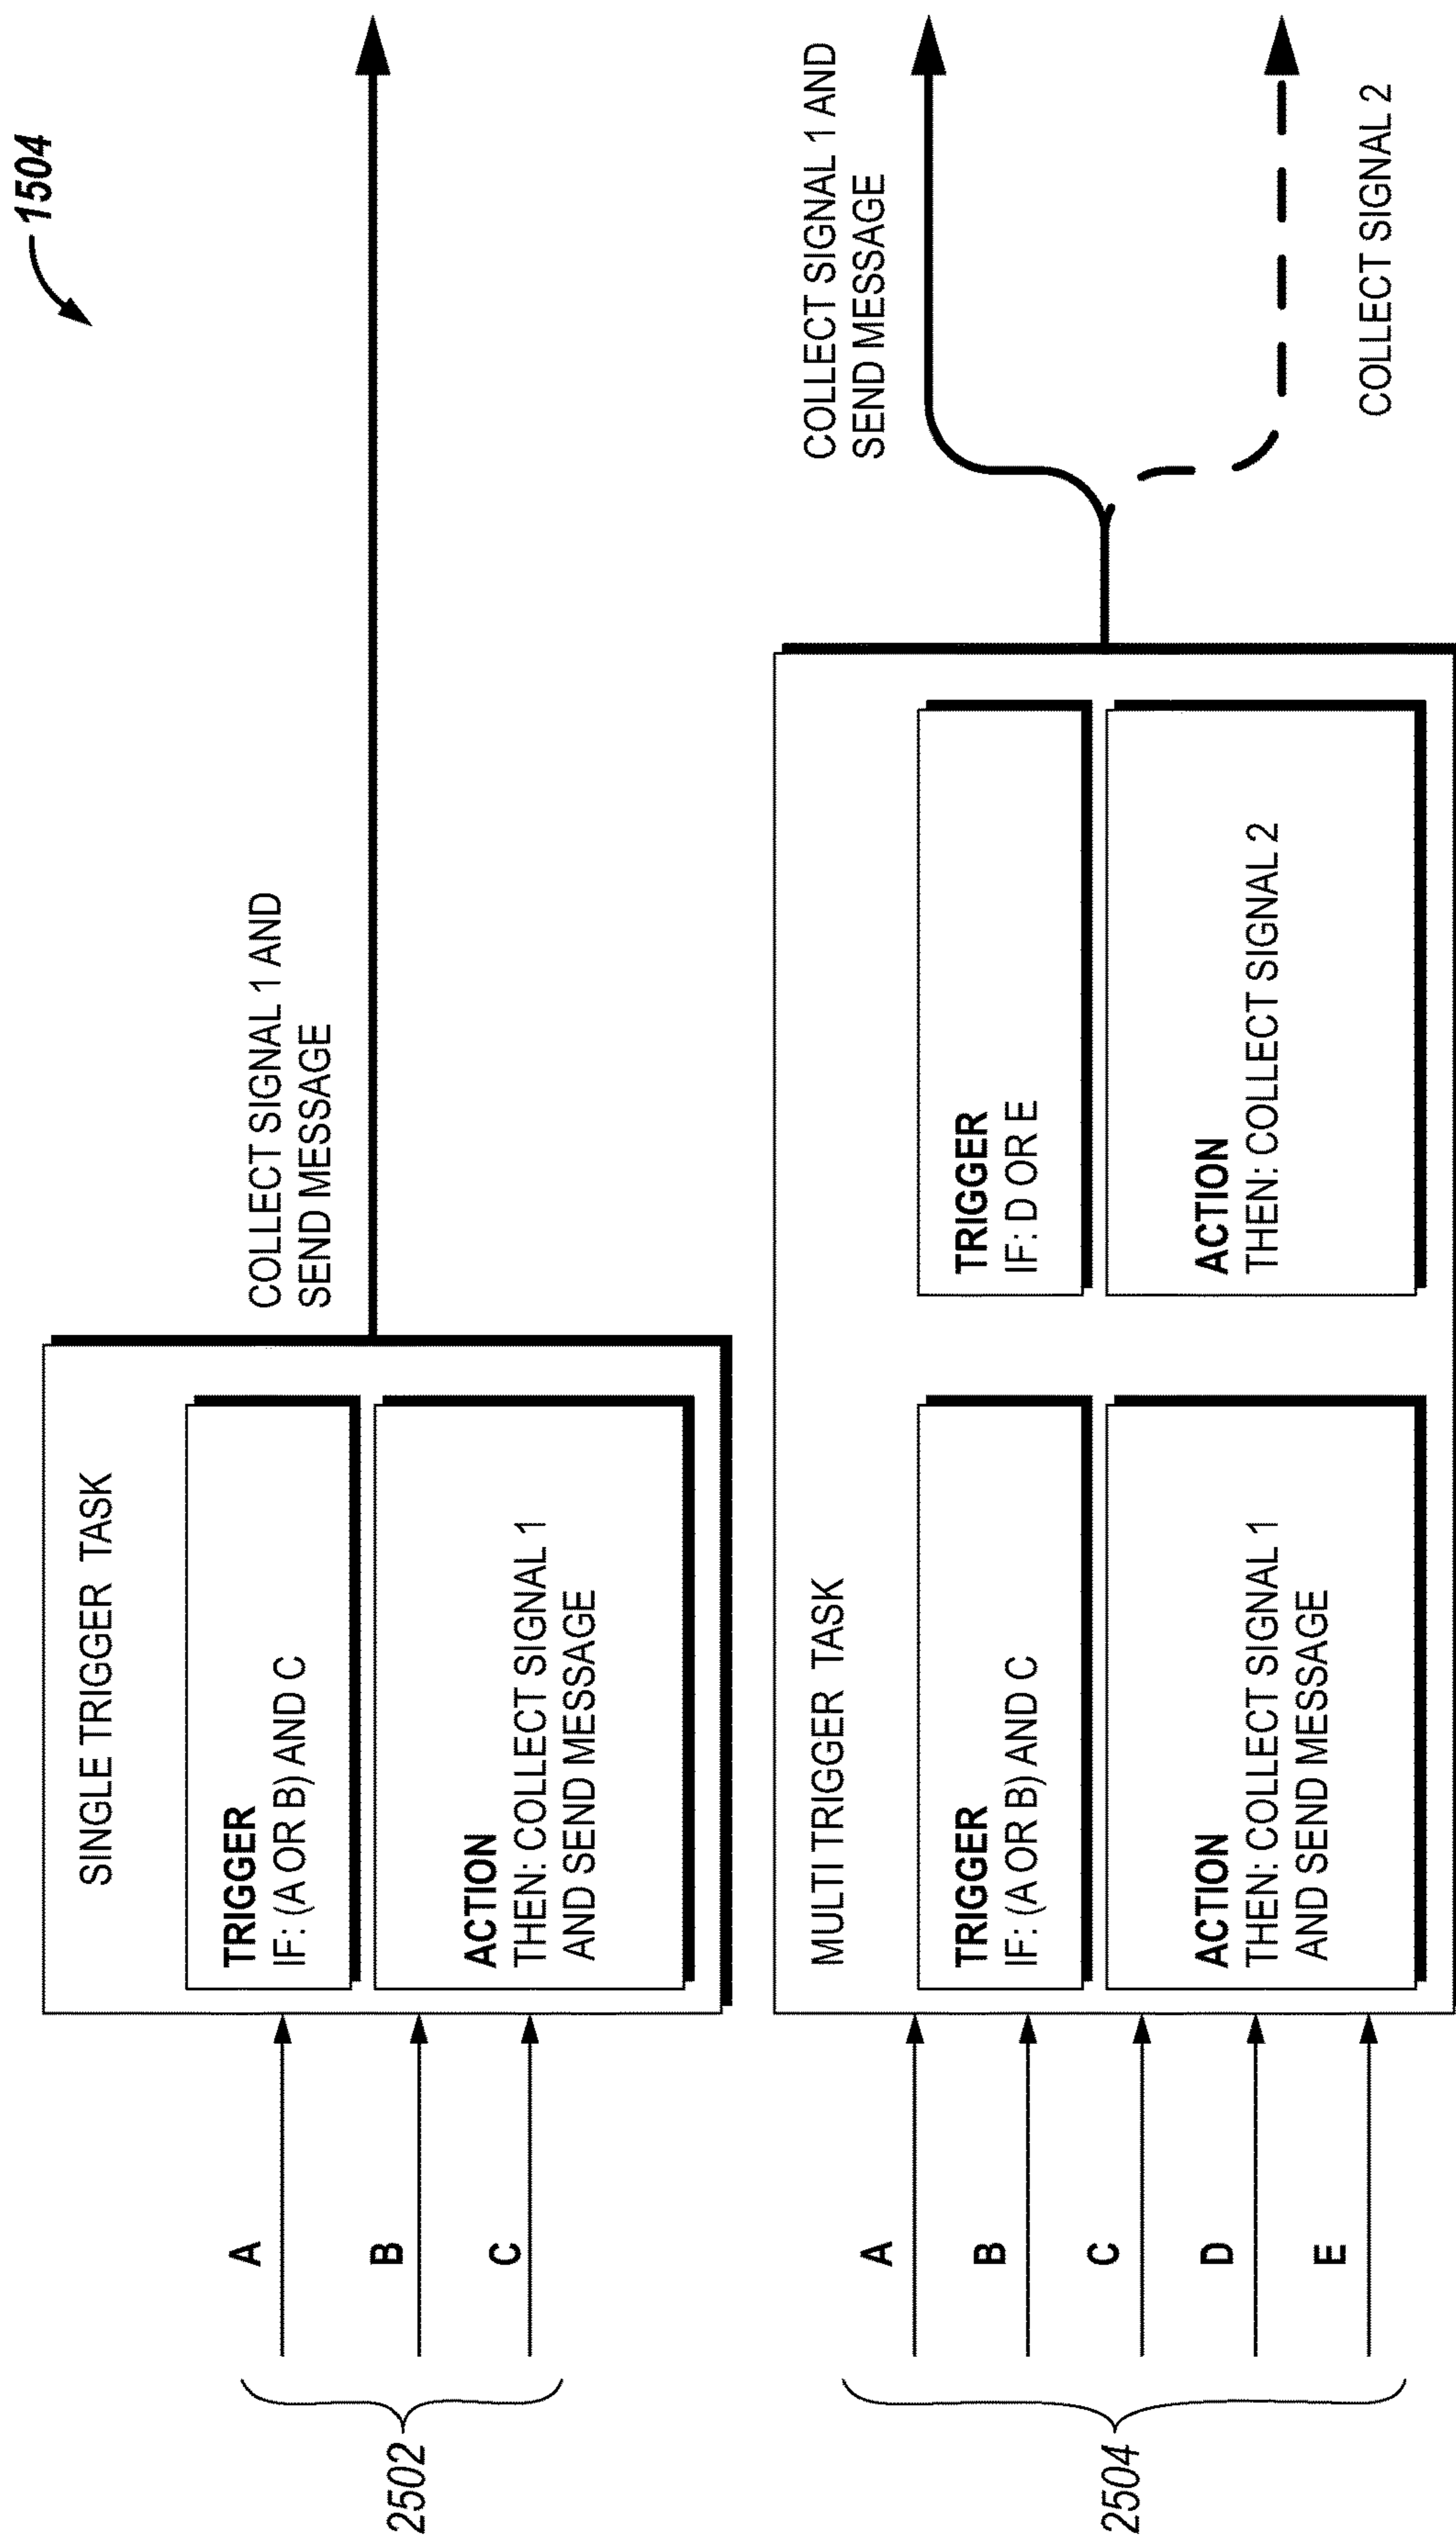 1504
2502
A
B
C
SINGLE TRIGGER TASK
TRIGGER
IF: (A OR B) AND C
ACTION
THEN: COLLECT SIGNAL 1
AND SEND MESSAGE
COLLECT SIGNAL 1 AND
SEND MESSAGE
2504
A
B
C
D
E
MULTI TRIGGER TASK
TRIGGER
IF: (A OR B) AND C
ACTION
THEN: COLLECT SIGNAL 1
AND SEND MESSAGE
TRIGGER
IF: D OR E
ACTION
THEN: COLLECT SIGNAL 2
COLLECT SIGNAL 1 AND
SEND MESSAGE
COLLECT SIGNAL 2